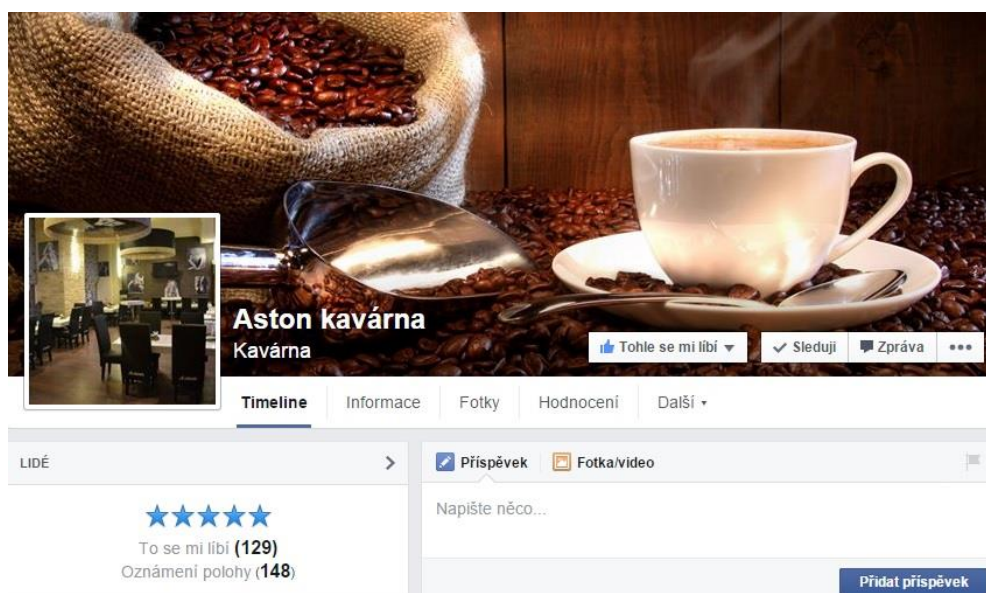 Aston kavárna
Kavárna
Tohle se mi líbí
Sleduji
Zpráva
Timeline
Informace
Fotky
Hodnocení
Další
LIDÉ
To se mi líbí (129)
Oznámení polohy (148)
Příspěvek
Fotka/video
Napište něco...
Přidat příspěvek